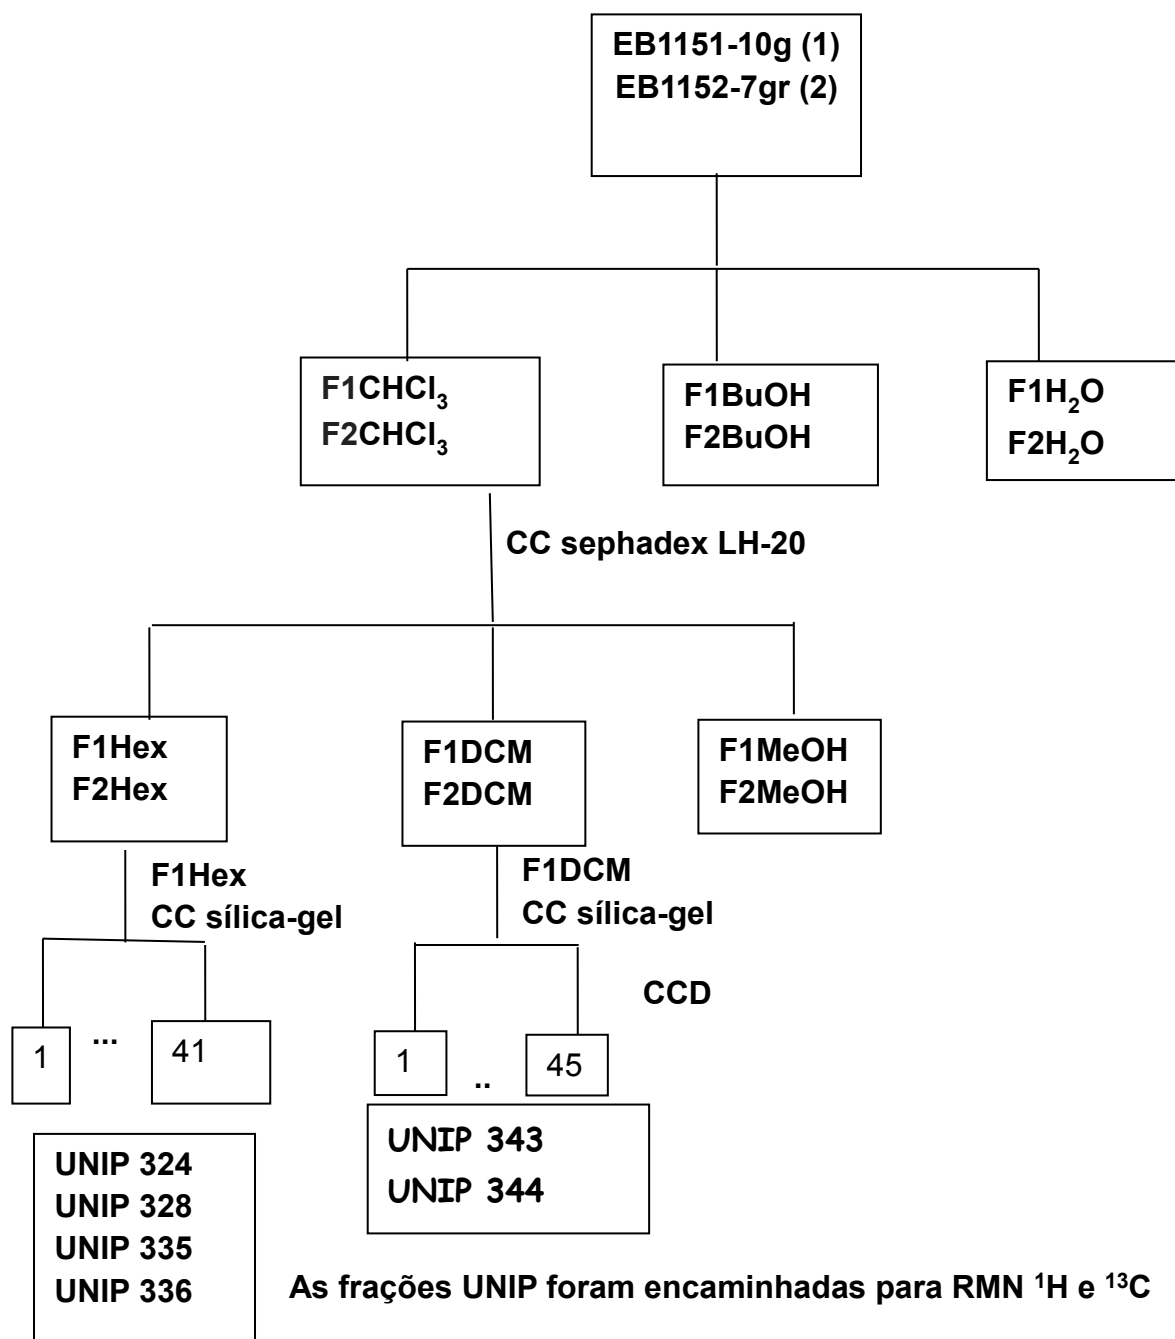 EB1151-10g (1)
EB1152-7gr (2)
F1CHCl₃
F2CHCl₃
F1BuOH
F2BuOH
F1H₂O
F2H₂O
CC sephadex LH-20
F1Hex
F2Hex
F1DCM
F2DCM
F1MeOH
F2MeOH
F1Hex
CC sílica-gel
F1DCM
CC sílica-gel
CCD
1
...
41
1
..
45
UNIP 324
UNIP 328
UNIP 335
UNIP 336
UNIP 343
UNIP 344
As frações UNIP foram encaminhadas para RMN ¹H e ¹³C